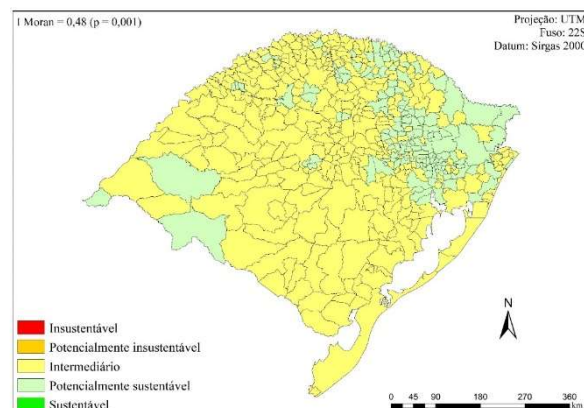 I Moran = 0,48 (p = 0,001)
Projeção: UTM
Fuso: 22S
Datum: Sirgas 2000
N
Insustentável
Potencialmente insustentável
Intermediário
Potencialmente sustentável
Sustentável
0 45 90 180 270 360
km